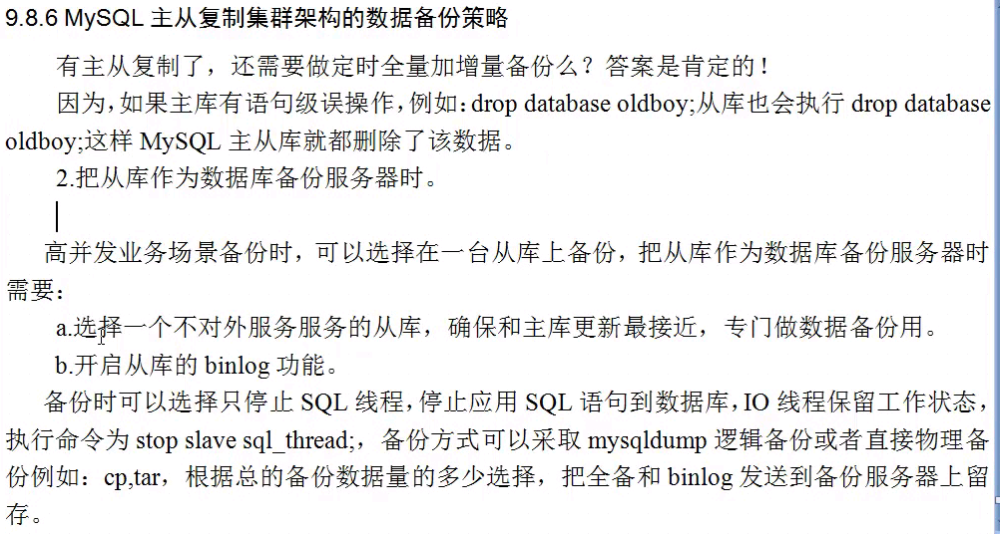 9.8.6 MySQL 主从复制集群架构的数据备份策略
有主从复制了，还需要做定时全量加增量备份么？答案是肯定的！
因为，如果主库有语句级误操作，例如：drop database oldboy;从库也会执行 drop database
oldboy;这样 MySQL 主从库就都删除了该数据。
2.把从库作为数据库备份服务器时。
高并发业务场景备份时，可以选择在一台从库上备份，把从库作为数据库备份服务器时
需要：
a.选择一个不对外服务服务的从库，确保和主库更新最接近，专门做数据备份用。
b.开启从库的 binlog 功能。
备份时可以选择只停止 SQL 线程，停止应用 SQL 语句到数据库，IO 线程保留工作状态，
执行命令为 stop slave sql_thread;，备份方式可以采取 mysqldump 逻辑备份或者直接物理备
份例如：cp,tar，根据总的备份数据量的多少选择，把全备和 binlog 发送到备份服务器上留
存。